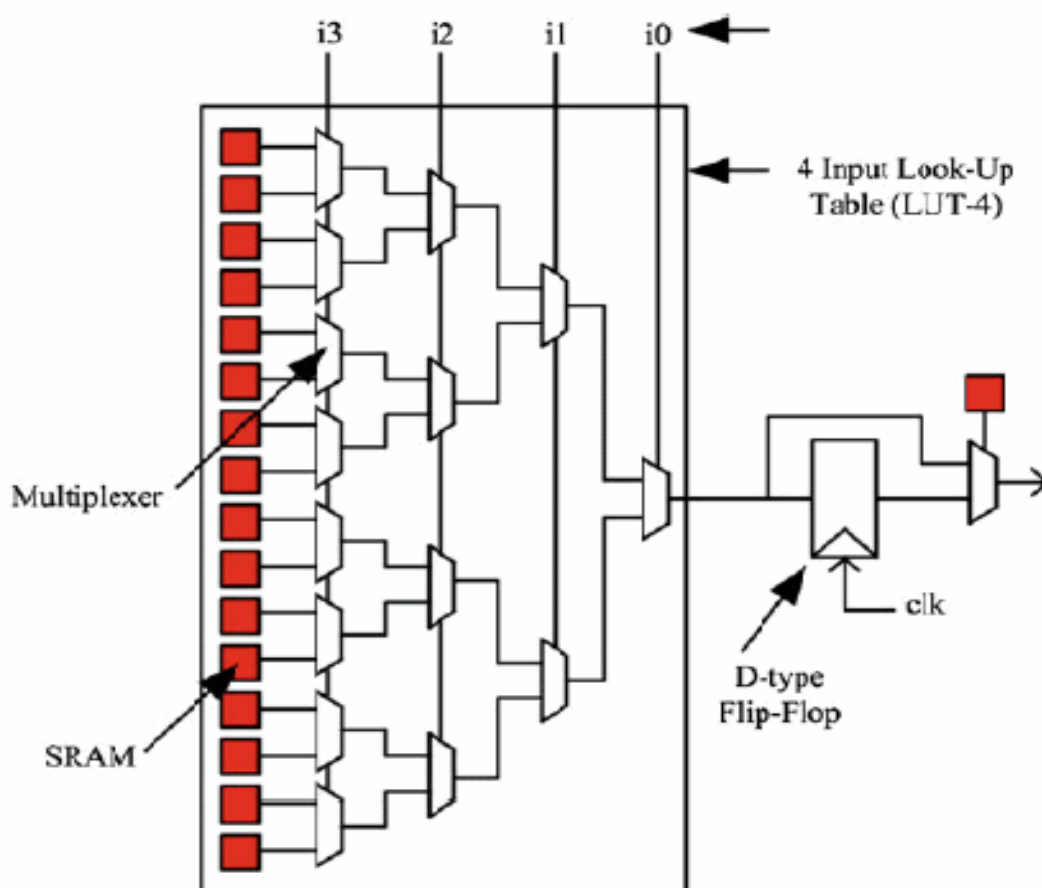 i3 i2 i1 i0
4 Input Look-Up
Table (LUT-4)
Multiplexer
clk
D-type
Flip-Flop
SRAM